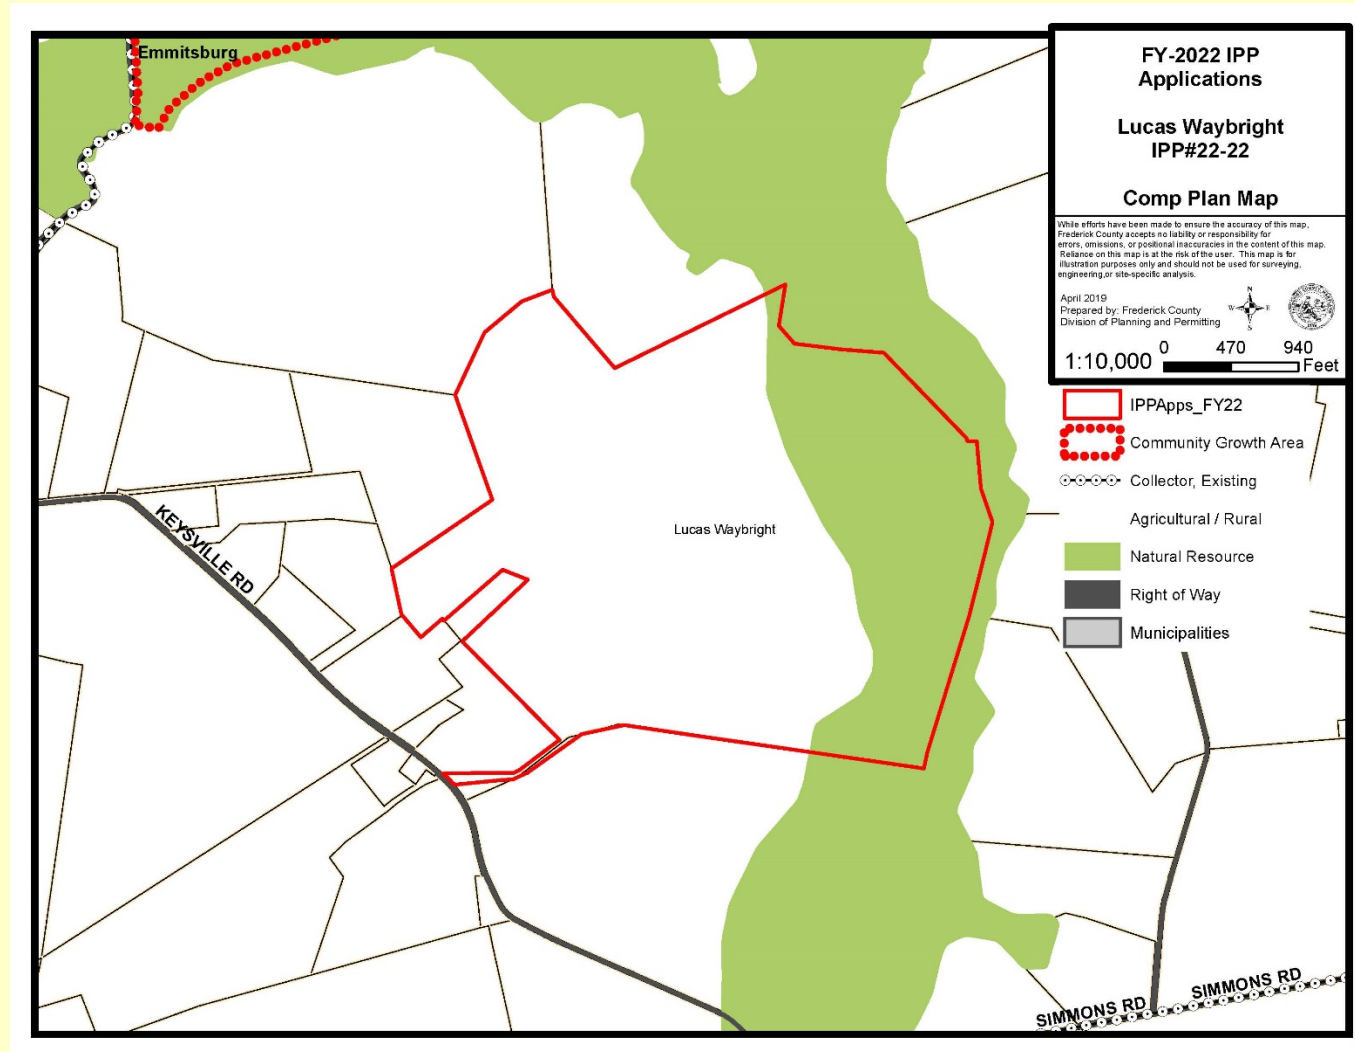 Emmitsburg
FY-2022 IPP
Applications
Lucas Waybright
IPP#22-22
Comp Plan Map
While efforts have been made to ensure the accuracy of this map,
Frederick County accepts no liability or responsibility for
errors, omissions, or positional inaccuracies in the content of this map.
Reliance on this map is at the risk of the user. This map is for
illustration purposes only and should not be used for surveying,
engineering,or site-specific analysis.
April 2019
Prepared by: Frederick County
Division of Planning and Permitting
N
W E
S
1:10,000
0 470 940
Feet
IPPApps_FY22
Community Growth Area
Collector, Existing
Agricultural / Rural
Natural Resource
Right of Way
Municipalities
KEYSVILLE RD
Lucas Waybright
SIMMONS RD
SIMMONS RD